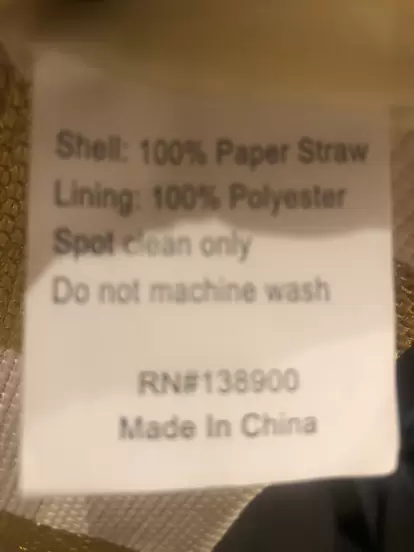 Shell: 100% Paper Straw
Lining: 100% Polyester
Spot clean only
Do not machine wash
RN#138900
Made In China